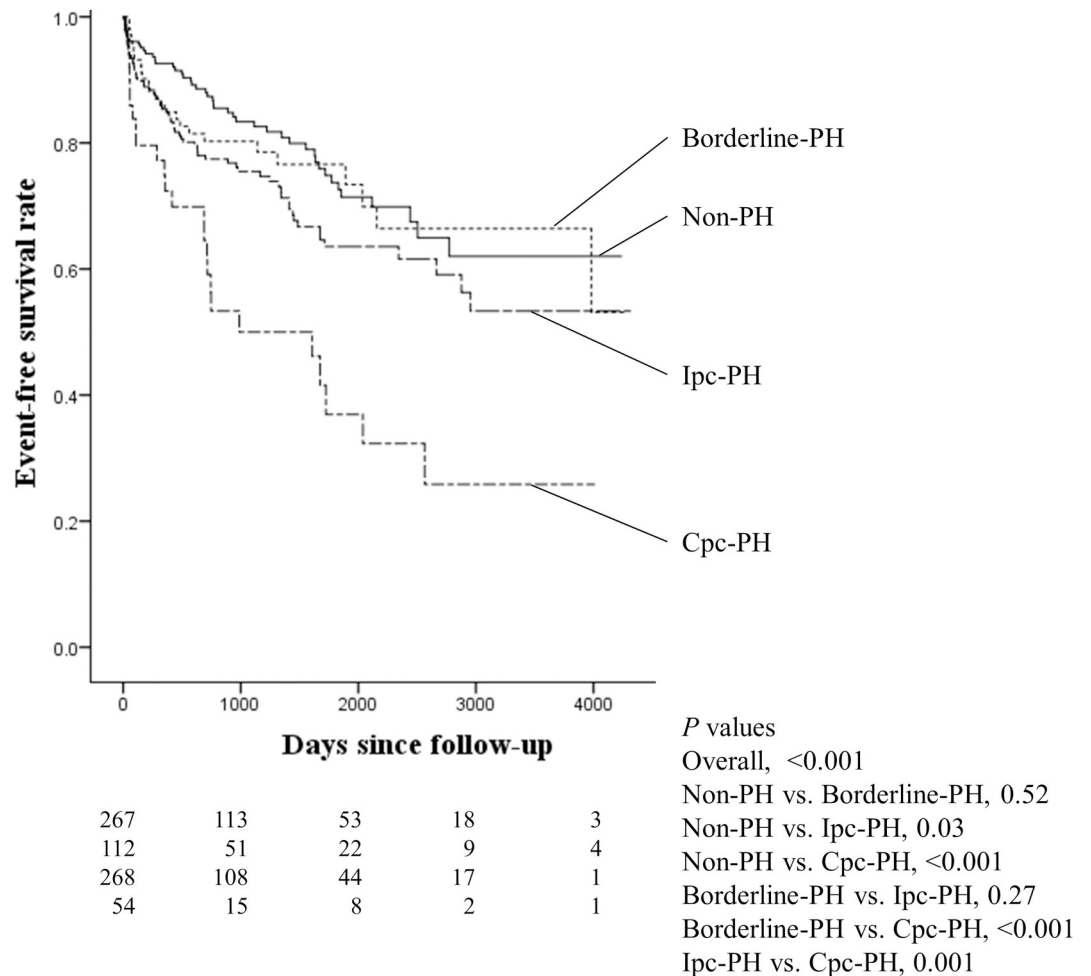 Event-free survival rate
1.0
0.8
0.6
0.4
0.2
0.0
0 1000 2000 3000 4000
Days since follow-up
Borderline-PH
Non-PH
Ipc-PH
Cpc-PH
267 113 53 18 3
112 51 22 9 4
268 108 44 17 1
54 15 8 2 1
P values
Overall, <0.001
Non-PH vs. Borderline-PH, 0.52
Non-PH vs. Ipc-PH, 0.03
Non-PH vs. Cpc-PH, <0.001
Borderline-PH vs. Ipc-PH, 0.27
Borderline-PH vs. Cpc-PH, <0.001
Ipc-PH vs. Cpc-PH, 0.001